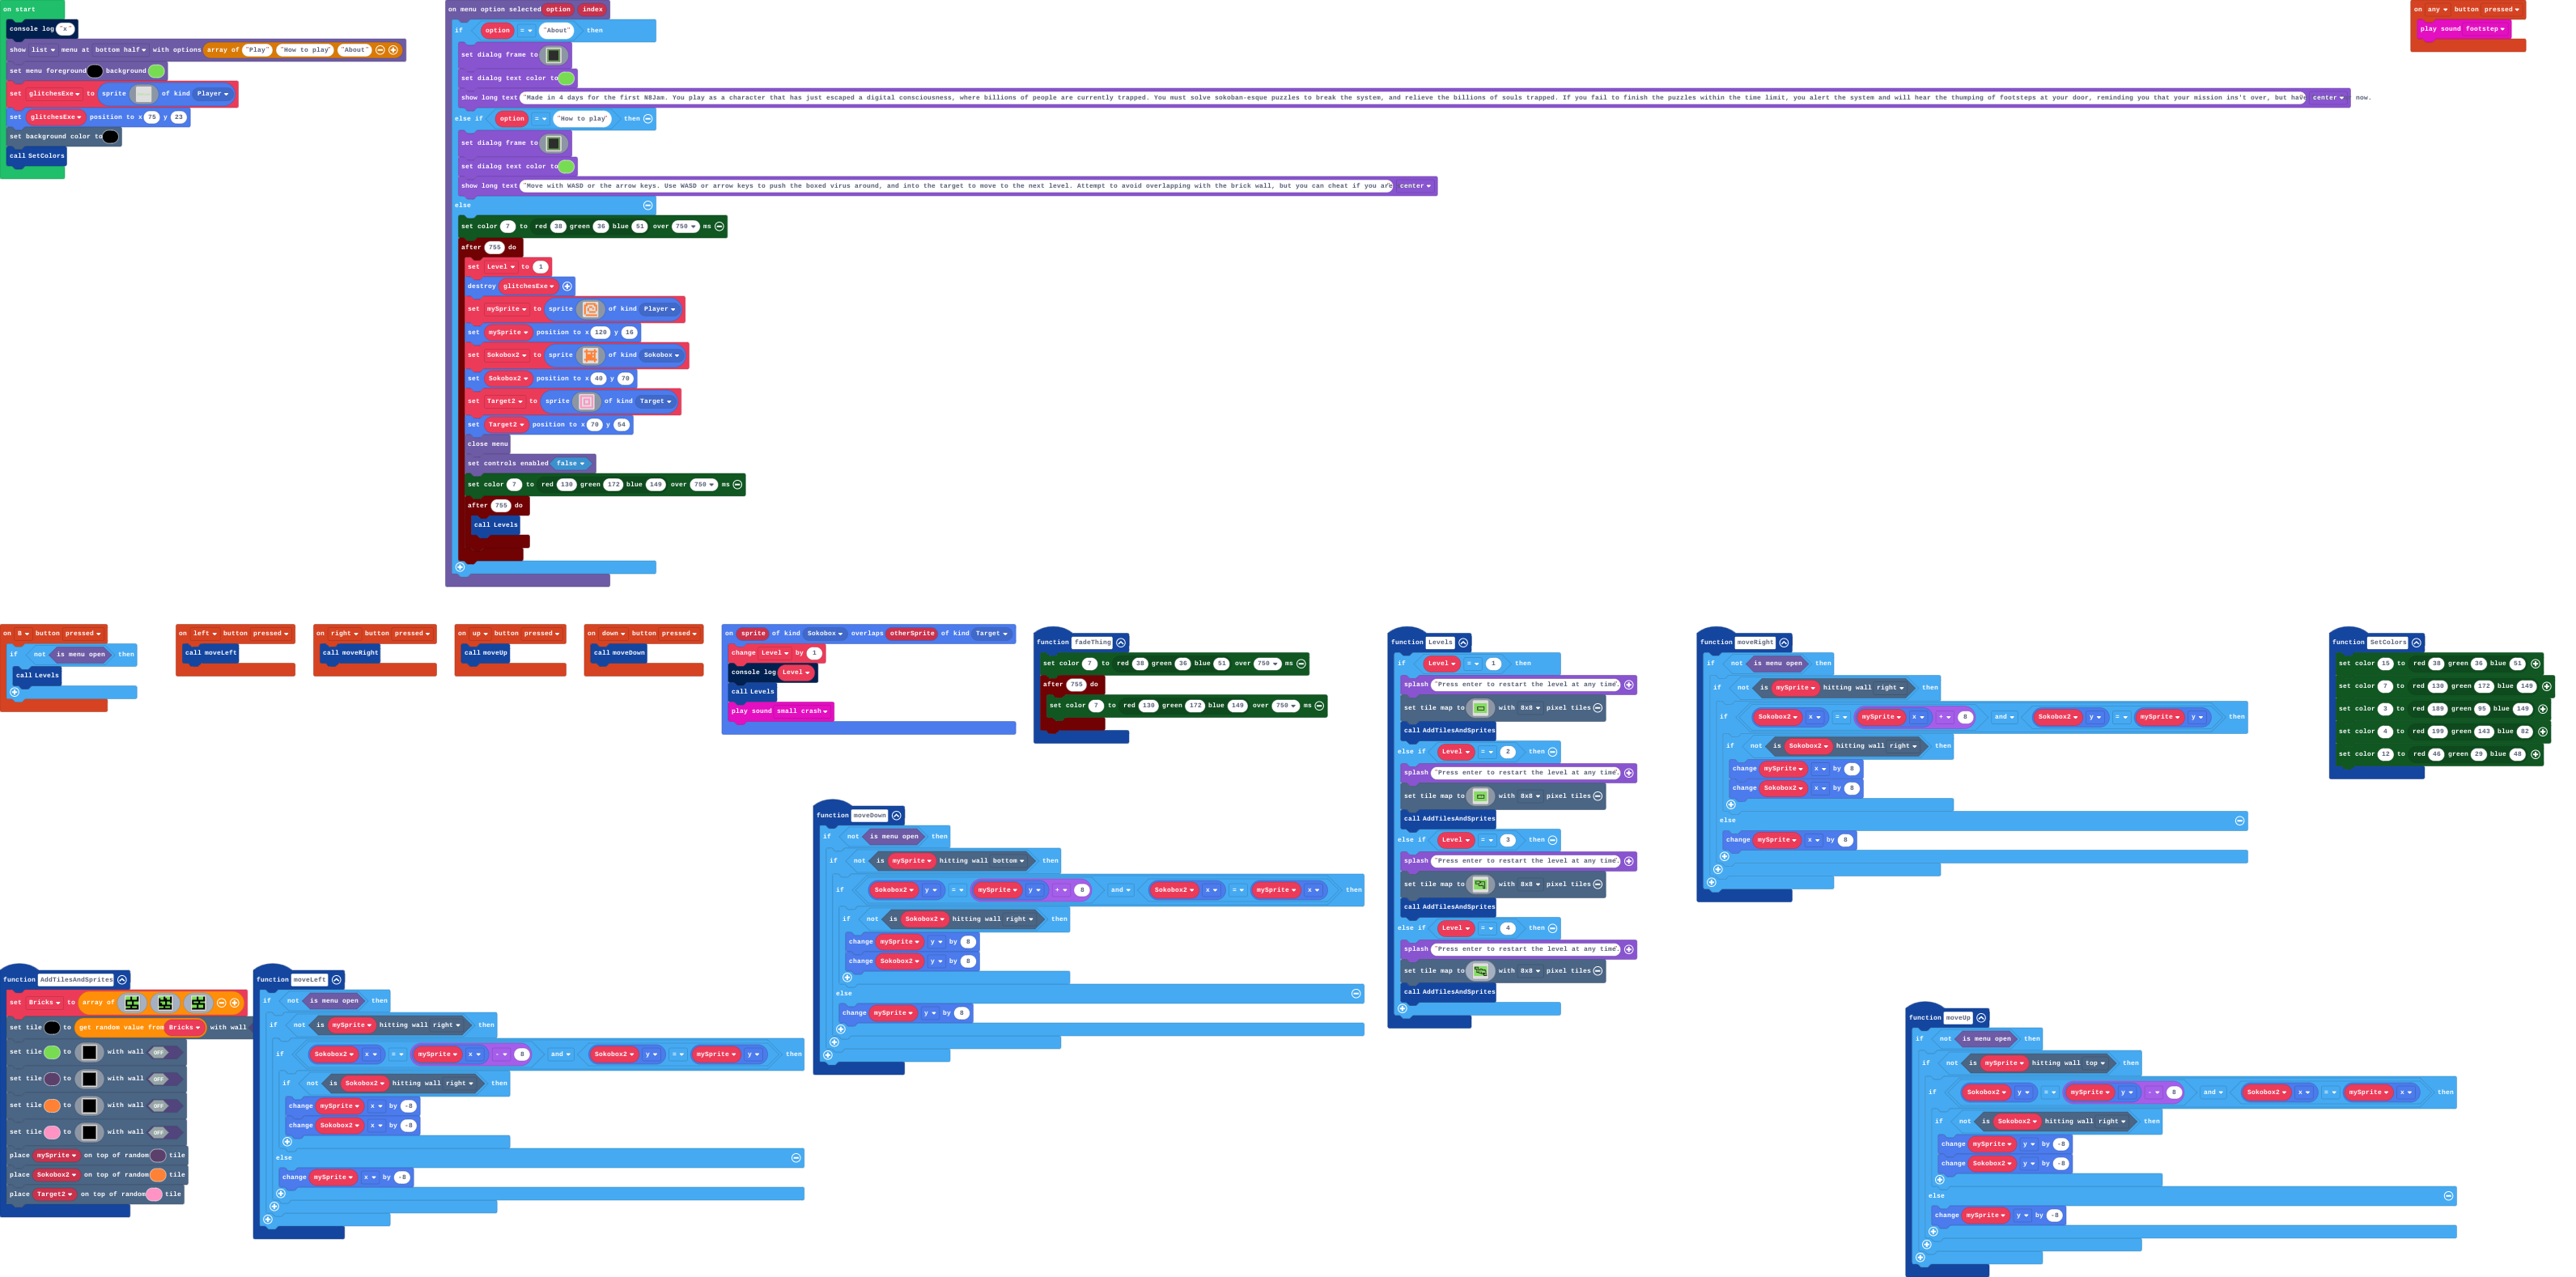 on start
console log "x"
show list menu at bottom half with options array of "Play" "How to play" "About"
set menu foreground background
set glitchesExe to sprite of kind Player
set glitchesExe position to x 75 y 23
set background color to
call SetColors
on menu option selected option index
if option = "About" then
set dialog frame to
set dialog text color to
show long text "Made in 4 days for the first N8Jam. You play as a character that has just escaped a digital consciousness, where billions of people are currently trapped. You must solve sokoban-esque puzzles to break the system, and relieve the billions of souls trapped. If you fail to finish the puzzles within the time limit, you alert the system and will hear the thumping of footsteps at your door, reminding you that your mission ins't over, but have center now.
else if option = "How to play" then
set dialog frame to
set dialog text color to
show long text "Move with WASD or the arrow keys. Use WASD or arrow keys to push the boxed virus around, and into the target to move to the next level. Attempt to avoid overlapping with the brick wall, but you can cheat if you are center
else
set color 7 to red 38 green 36 blue 51 over 750 ms
after 755 do
set Level to 1
destroy glitchesExe
set mySprite to sprite of kind Player
set mySprite position to x 120 y 16
set Sokobox2 to sprite of kind Sokobox
set Sokobox2 position to x 40 y 70
set Target2 to sprite of kind Target
set Target2 position to x 70 y 54
close menu
set controls enabled false
set color 7 to red 130 green 172 blue 149 over 750 ms
after 755 do
call Levels
on any button pressed
play sound footstep
on B button pressed
if not is menu open then
call Levels
on left button pressed
call moveLeft
on right button pressed
call moveRight
on up button pressed
call moveUp
on down button pressed
call moveDown
on sprite of kind Sokobox overlaps otherSprite of kind Target
change Level by 1
console log Level
call Levels
play sound small crash
function fadeThing
set color 7 to red 38 green 36 blue 51 over 750 ms
after 755 do
set color 7 to red 130 green 172 blue 149 over 750 ms
function Levels
if Level = 1 then
splash "Press enter to restart the level at any time.
set tile map to with 8x8 pixel tiles
call AddTilesAndSprites
else if Level = 2 then
splash "Press enter to restart the level at any time.
set tile map to with 8x8 pixel tiles
call AddTilesAndSprites
else if Level = 3 then
splash "Press enter to restart the level at any time.
set tile map to with 8x8 pixel tiles
call AddTilesAndSprites
else if Level = 4 then
splash "Press enter to restart the level at any time.
set tile map to with 8x8 pixel tiles
call AddTilesAndSprites
function moveRight
if not is menu open then
if not is mySprite hitting wall right then
if Sokobox2 x = mySprite x + 8 and Sokobox2 y = mySprite y then
if not is Sokobox2 hitting wall right then
change mySprite x by 8
change Sokobox2 x by 8
else
change mySprite x by 8
function SetColors
set color 15 to red 38 green 36 blue 51
set color 7 to red 130 green 172 blue 149
set color 3 to red 189 green 95 blue 149
set color 4 to red 199 green 143 blue 82
set color 12 to red 46 green 29 blue 48
function moveDown
if not is menu open then
if not is mySprite hitting wall bottom then
if Sokobox2 y = mySprite y + 8 and Sokobox2 x = mySprite x then
if not is Sokobox2 hitting wall right then
change mySprite y by 8
change Sokobox2 y by 8
else
change mySprite y by 8
function AddTilesAndSprites
set Bricks to array of
set tile to get random value from Bricks with wall
set tile to with wall OFF
set tile to with wall OFF
set tile to with wall OFF
set tile to with wall OFF
place mySprite on top of random tile
place Sokobox2 on top of random tile
place Target2 on top of random tile
function moveLeft
if not is menu open then
if not is mySprite hitting wall right then
if Sokobox2 x = mySprite x - 8 and Sokobox2 y = mySprite y then
if not is Sokobox2 hitting wall right then
change mySprite x by -8
change Sokobox2 x by -8
else
change mySprite x by -8
function moveUp
if not is menu open then
if not is mySprite hitting wall top then
if Sokobox2 y = mySprite y - 8 and Sokobox2 x = mySprite x then
if not is Sokobox2 hitting wall right then
change mySprite y by -8
change Sokobox2 y by -8
else
change mySprite y by -8